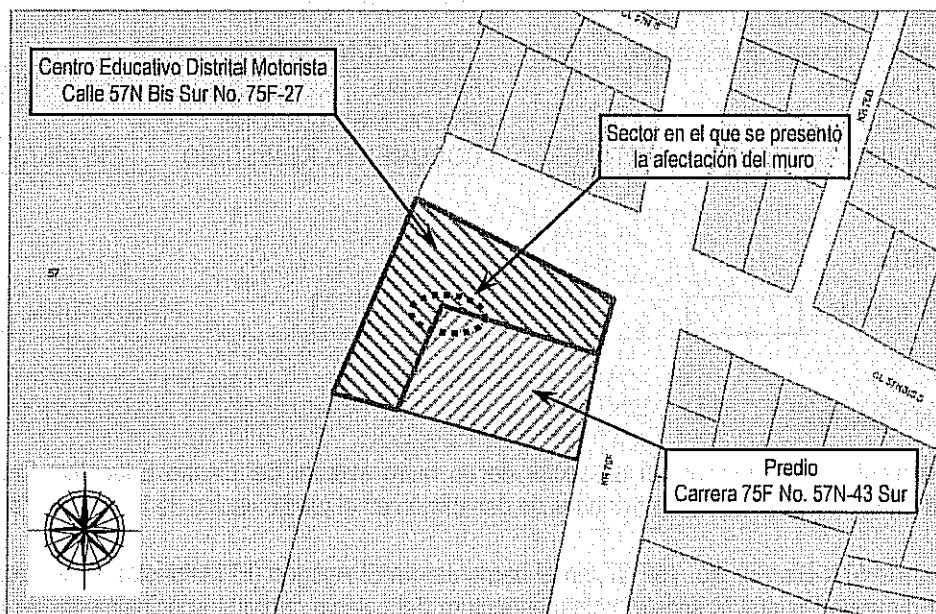 Centro Educativo Distrital Motorista
Calle 57N Bis Sur No. 75F-27
Sector en el que se presentó
la afectación del muro
57
Predio
Carrera 75F No. 57N-43 Sur